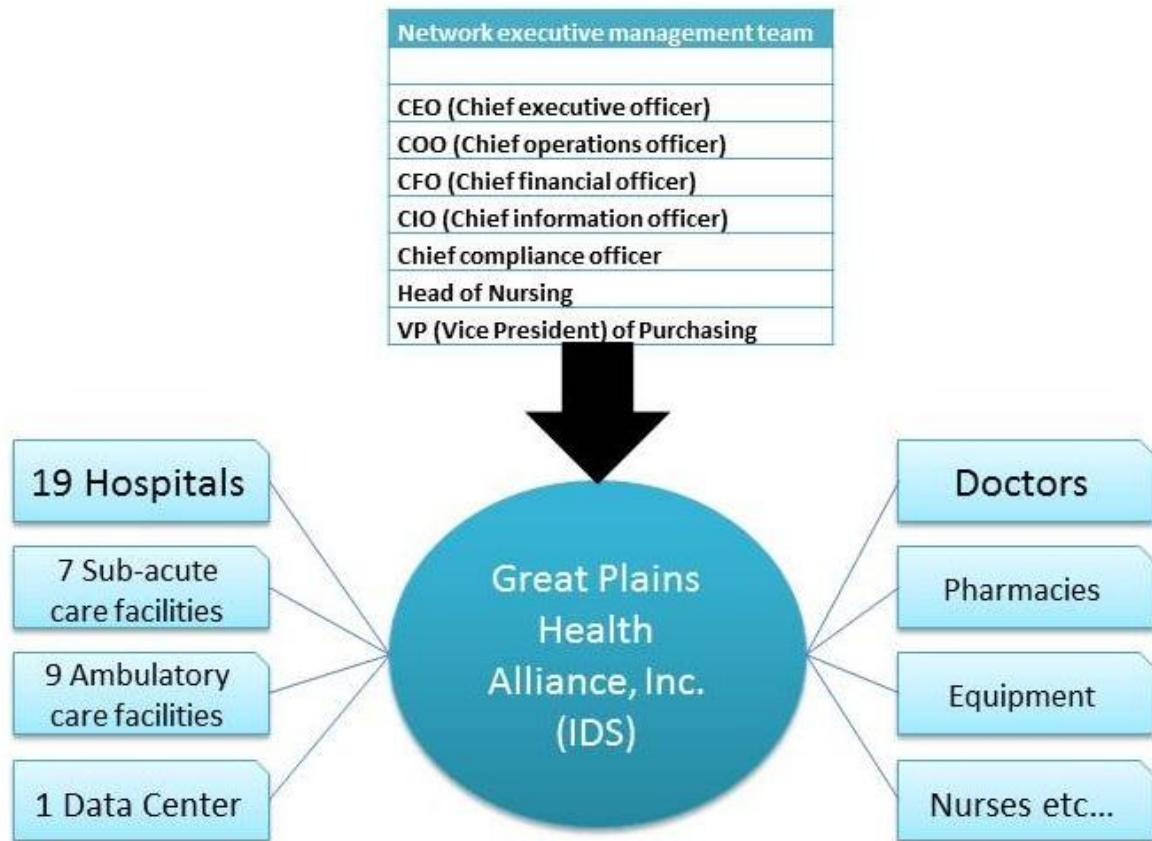 Network executive management team
CEO (Chief executive officer)
COO (Chief operations officer)
CFO (Chief financial officer)
CIO (Chief information officer)
Chief compliance officer
Head of Nursing
VP (Vice President) of Purchasing
19 Hospitals
7 Sub-acute
care facilities
9 Ambulatory
care facilities
1 Data Center
Great Plains
Health
Alliance, Inc.
(IDS)
Doctors
Pharmacies
Equipment
Nurses etc...